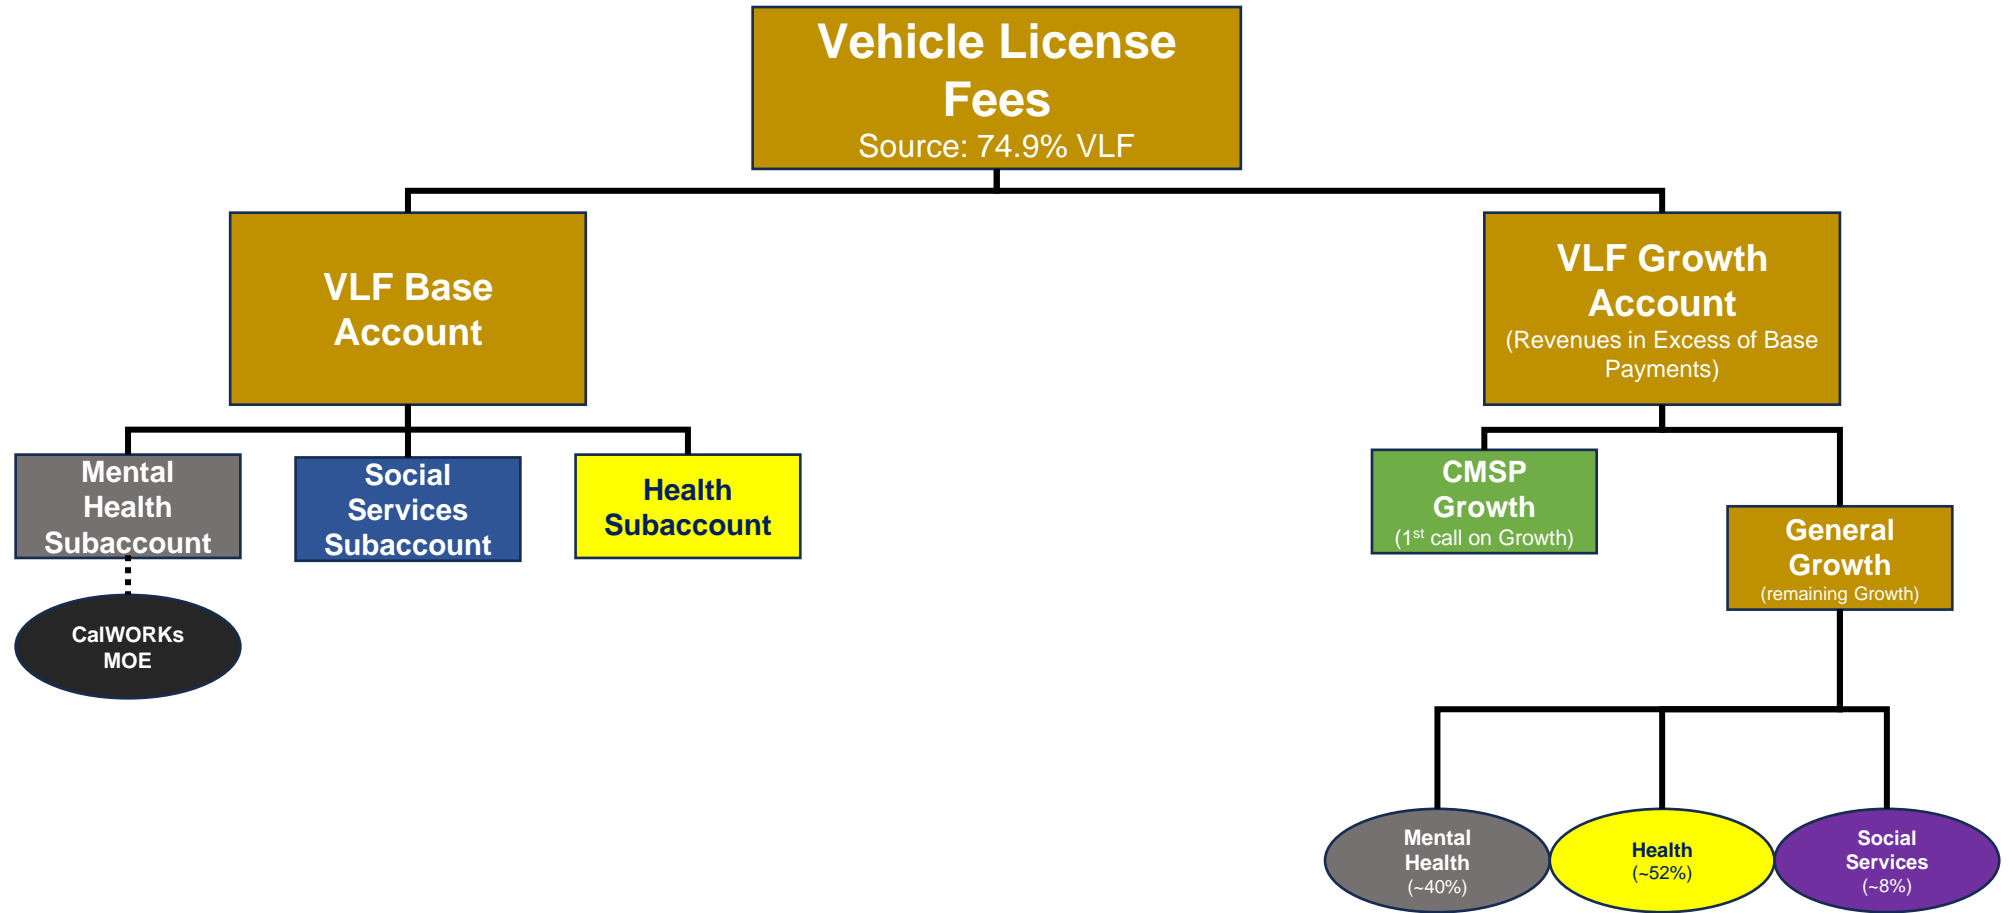 Vehicle License
Fees
Source: 74.9% VLF
VLF Base
Account
VLF Growth
Account
(Revenues in Excess of Base
Payments)
Mental
Health
Subaccount
Social
Services
Subaccount
Health
Subaccount
CMSP
Growth
(1st call on Growth)
General
Growth
(remaining Growth)
CalWORKs
MOE
Mental
Health
(~40%)
Health
(~52%)
Social
Services
(~8%)